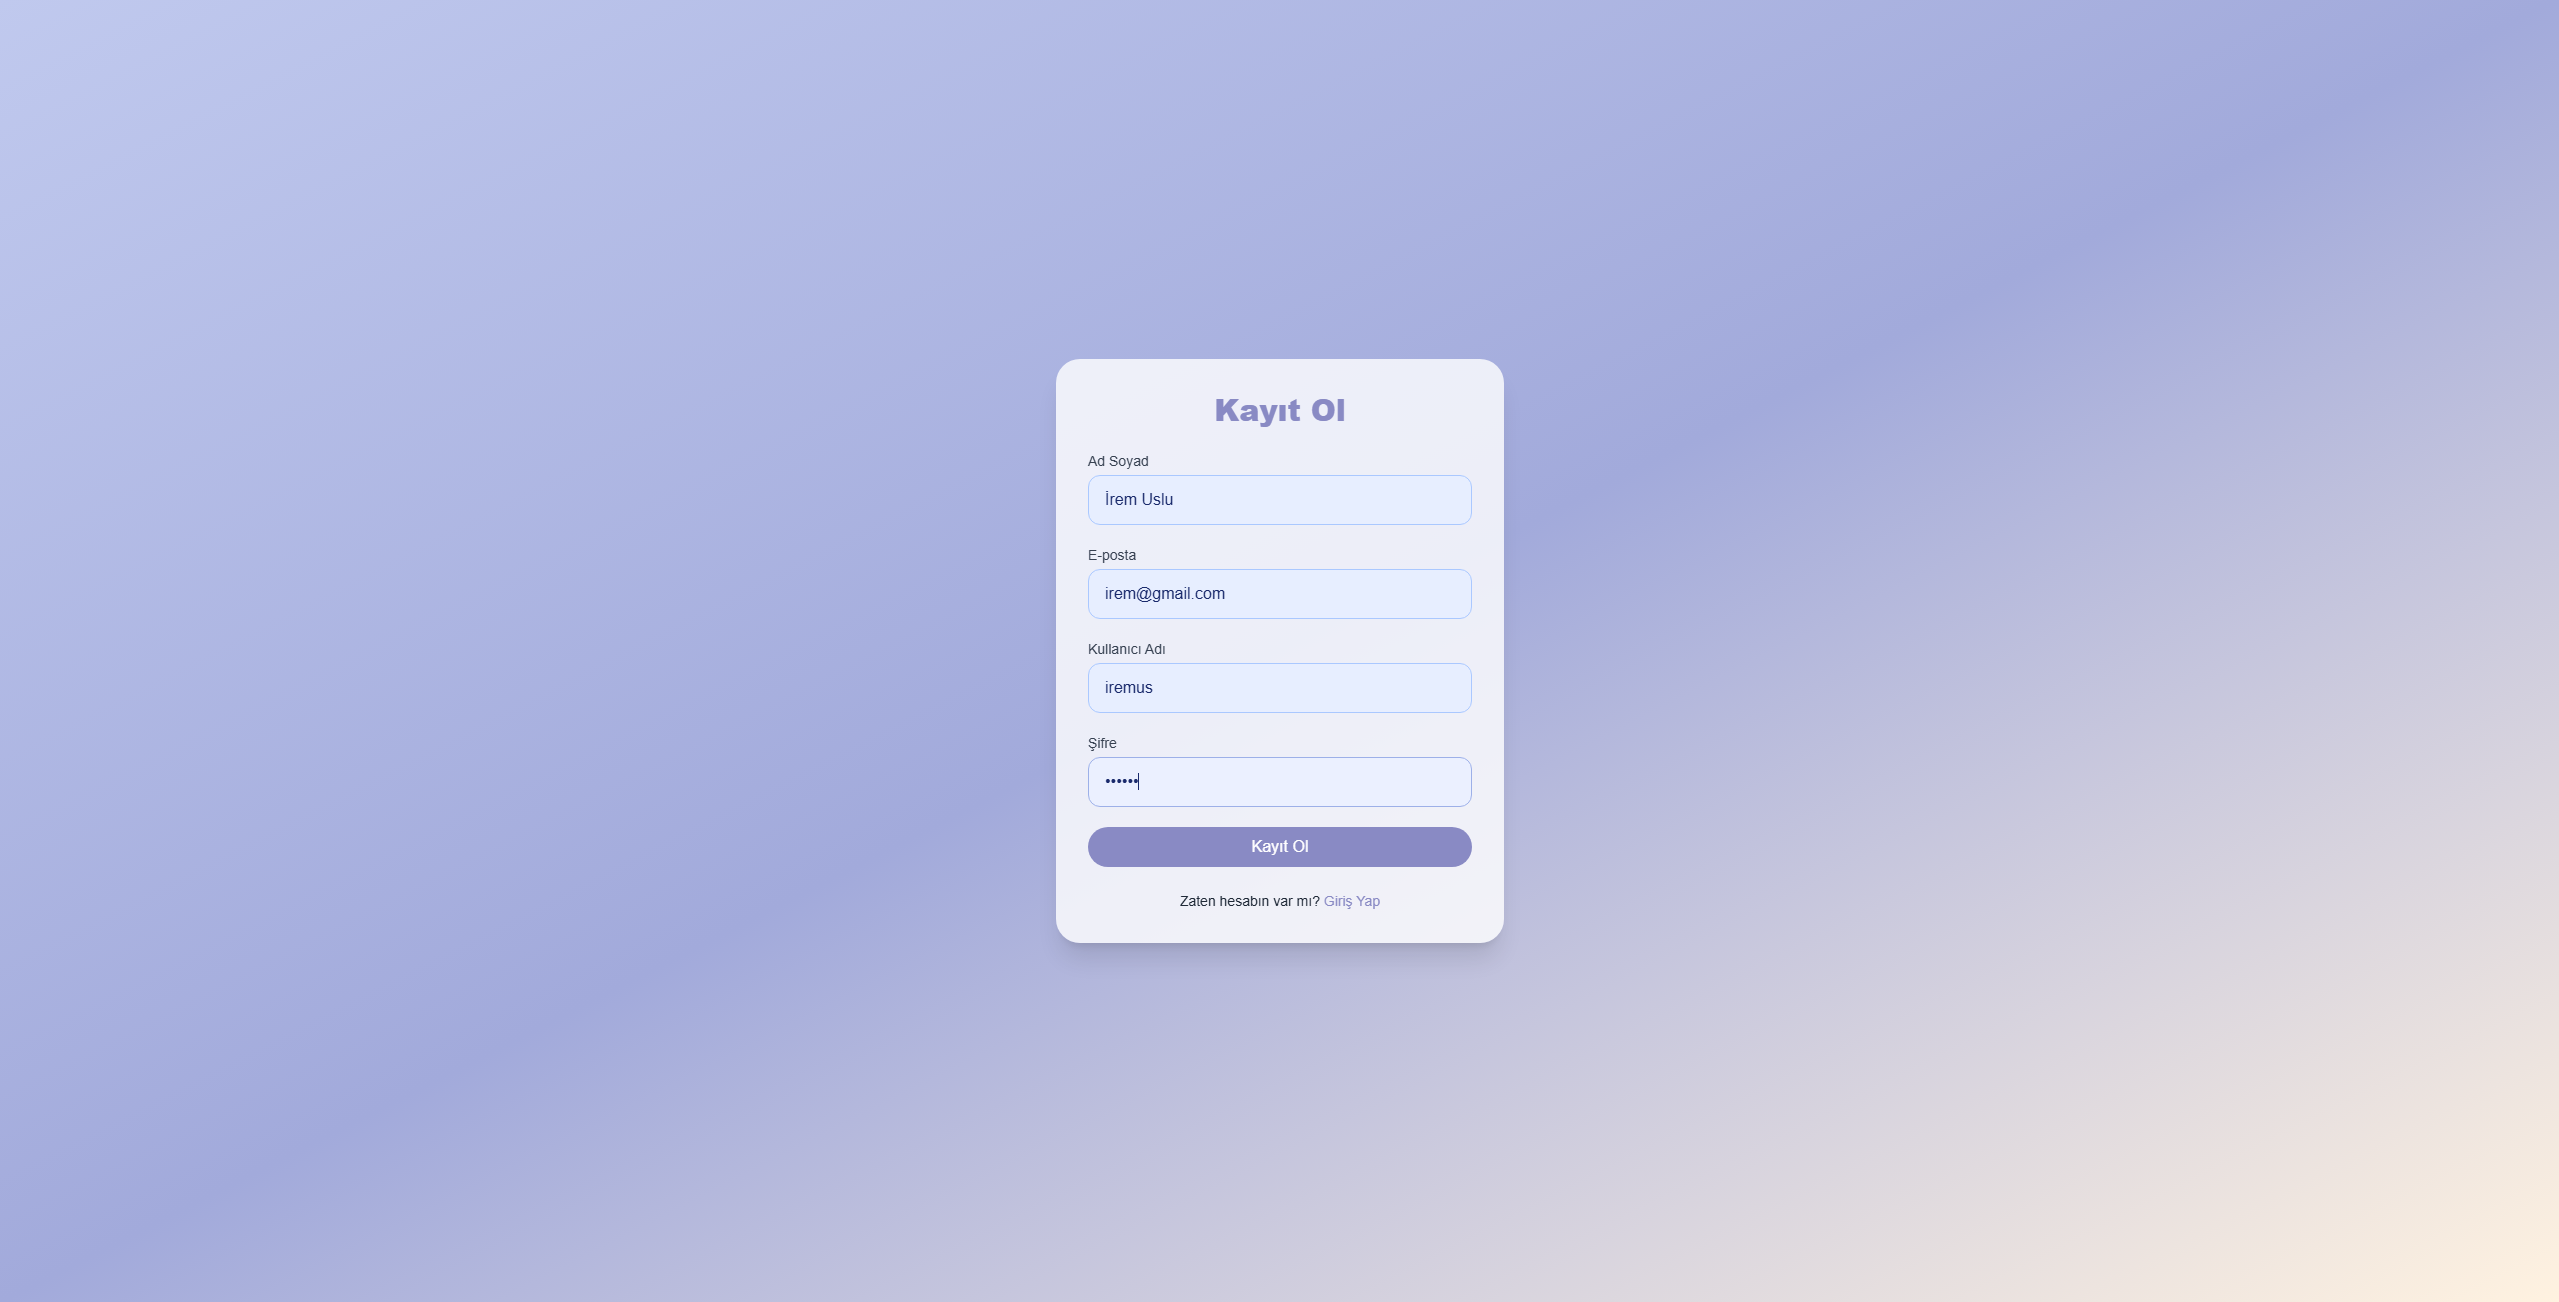 Kayıt Ol
Ad Soyad
İrem Uslu
E-posta
irem@gmail.com
Kullanıcı Adı
iremus
Şifre
••••••
Kayıt Ol
Zaten hesabın var mı? Giriş Yap